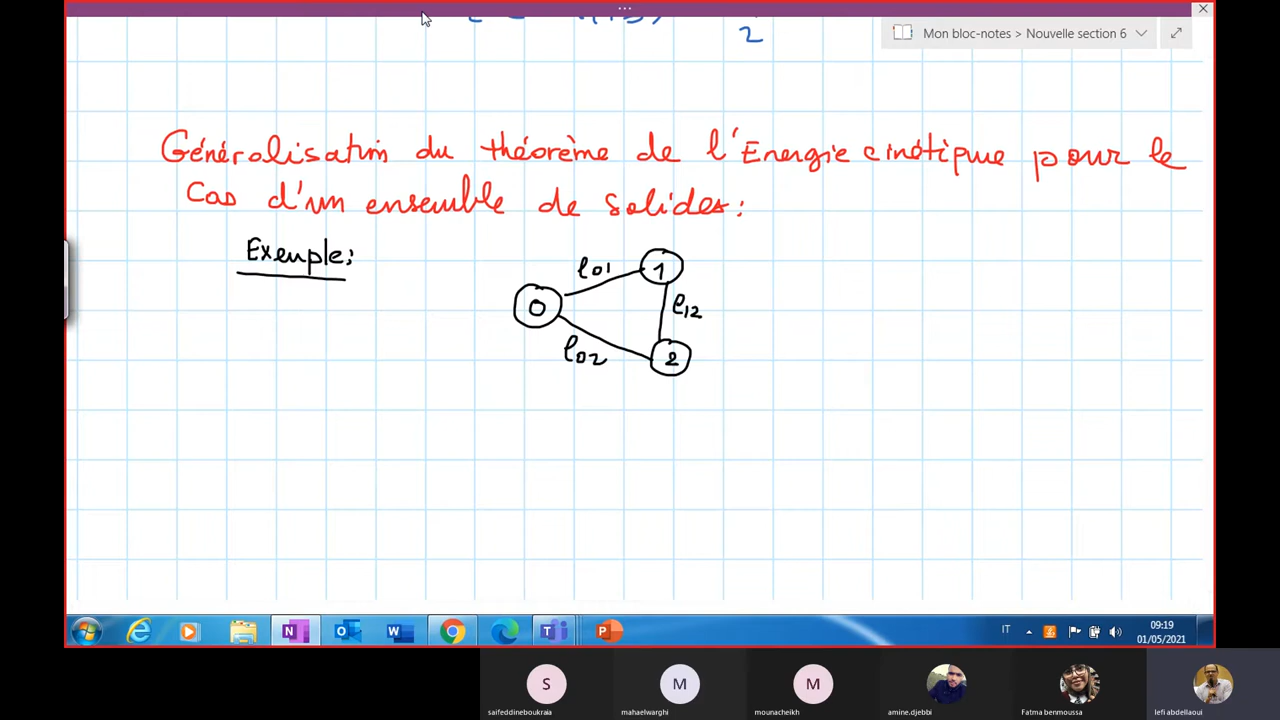 2
Mon bloc-notes > Nouvelle section 6
Généralisation du théorème de l'Energie cinétique pour le
Cas d'un ensemble de solides:
Exemple:
l01
1
0
l12
l02
2
IT
09:19
01/05/2021
S
M
M
saifeddineboukraia
mahaelwarghi
mounacheikh
amine.djebbi
Fatma benmoussa
lefi abdellaoui